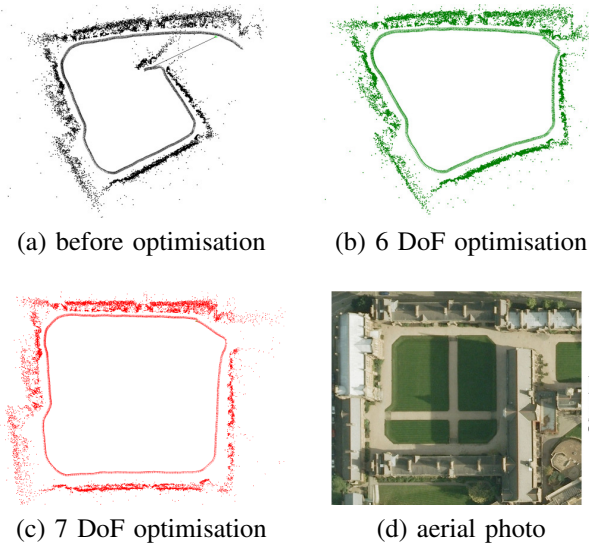 (a) before optimisation
(b) 6 DoF optimisation
(c) 7 DoF optimisation
(d) aerial photo